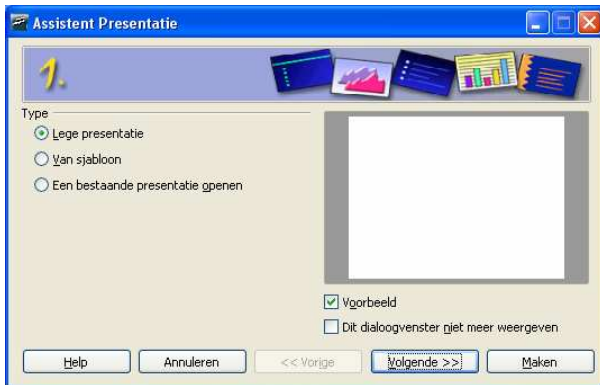 Assistent Presentatie
1.
Type
Lege presentatie
Van sjabloon
Een bestaande presentatie openen
Voorbeeld
Dit dialoogvenster niet meer weergeven
Help Annuleren << Vorige Volgende >> Maken